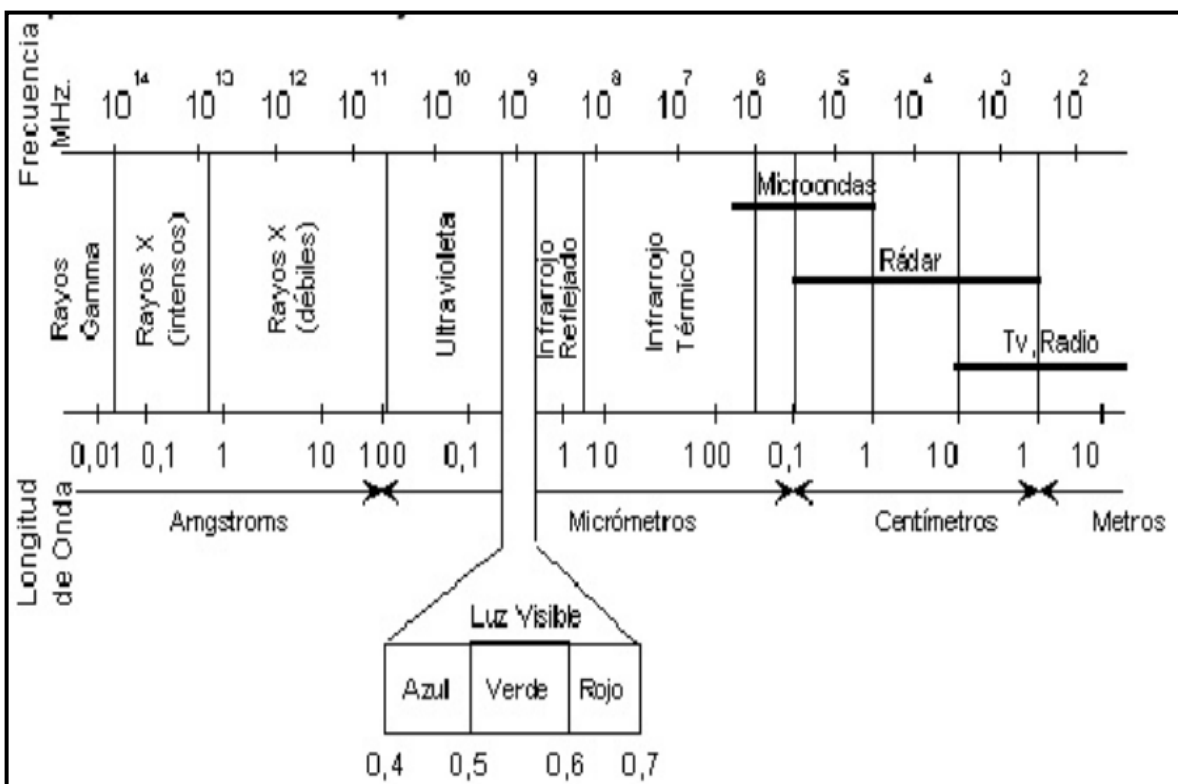 Frecuencia
MHz.
10^14 10^13 10^12 10^11 10^10 10^9 10^8 10^7 10^6 10^5 10^4 10^3 10^2
Rayos
Gamma
Rayos X
(intensos)
Rayos X
(débiles)
Ultravioleta
Infrarrojo
Reflejado
Infrarrojo
Térmico
Microondas
Rádar
Tv, Radio
0,01 0,1 1 10 100 0,1 1 10 100 0,1 1 10 1 10
Longitud
de Onda
Amgstroms Micrómetros Centímetros Metros
Luz Visible
Azul Verde Rojo
0,4 0,5 0,6 0,7